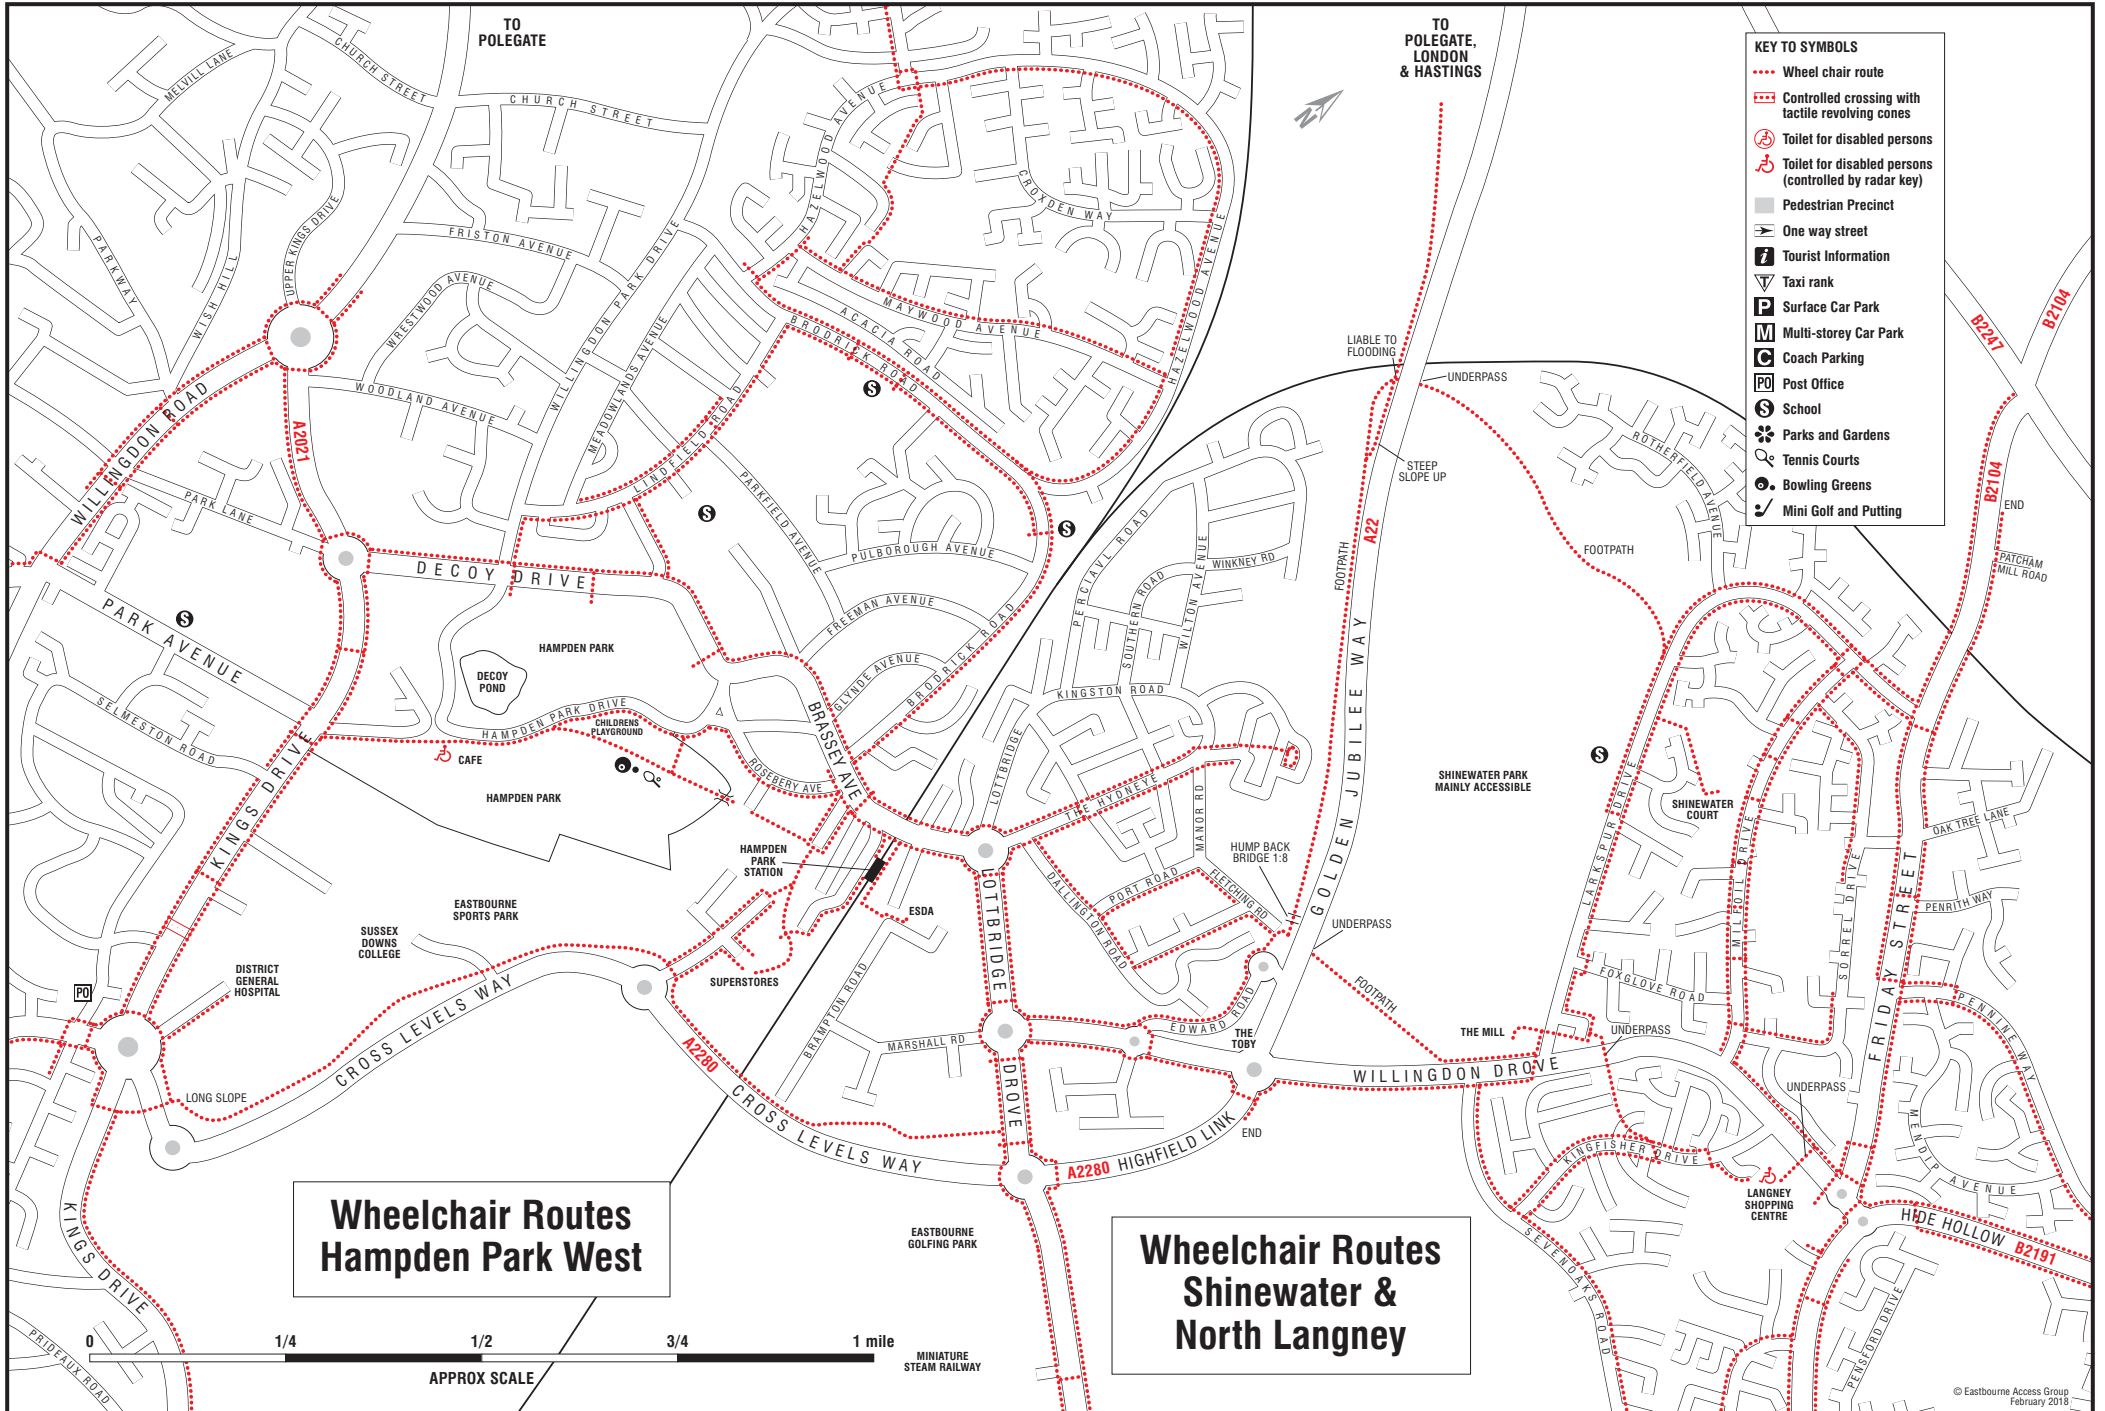 TO
POLEGATE
TO
POLEGATE,
LONDON
& HASTINGS
N
KEY TO SYMBOLS
Wheel chair route
Controlled crossing with
tactile revolving cones
Toilet for disabled persons
Toilet for disabled persons
(controlled by radar key)
Pedestrian Precinct
One way street
i Tourist Information
T Taxi rank
P Surface Car Park
M Multi-storey Car Park
C Coach Parking
PO Post Office
S School
Parks and Gardens
Tennis Courts
Bowling Greens
Mini Golf and Putting
MELVILL LANE
CHURCH STREET
CHURCH STREET
PARKWAY
WISH HILL
UPPER KINGS DRIVE
FRISTON AVENUE
WRESTWOOD AVENUE
WILLINGDON PARK DRIVE
MEADOWLANDS AVENUE
WOODLAND AVENUE
LINDFIELD ROAD
HAZELWOOD AVENUE
CROXDEN WAY
HAZELWOOD AVENUE
MAYWOOD AVENUE
ACACIA ROAD
BRODRICK ROAD
S
WILLINGDON ROAD
A2021
PARK LANE
S
PARKFIELD AVENUE
PULBOROUGH AVENUE
S
FREEMAN AVENUE
GLYNDE AVENUE
BRODRICK ROAD
DECOY DRIVE
PARK AVENUE
S
SELMESTON ROAD
HAMPDEN PARK
DECOY
POND
HAMPDEN PARK DRIVE
CHILDRENS
PLAYGROUND
CAFE
HAMPDEN PARK
ROSEBERY AVE
BRASSEY AVE
KINGS DRIVE
HAMPDEN
PARK
STATION
EASTBOURNE
SPORTS PARK
SUSSEX
DOWNS
COLLEGE
DISTRICT
GENERAL
HOSPITAL
PO
SUPERSTORES
ESDA
BRAMPTON ROAD
MARSHALL RD
LONG SLOPE
CROSS LEVELS WAY
A2280
CROSS LEVELS WAY
KINGS DRIVE
PRIDEAUX ROAD
LIABLE TO
FLOODING
UNDERPASS
STEEP
SLOPE UP
A22
FOOTPATH
FOOTPATH
PERCIVAL ROAD
SOUTHERN ROAD
WILTON AVENUE
WINKNEY RD
KINGSTON ROAD
LOTTBRIDGE
THE HYDNEYE
MANOR RD
HUMP BACK
BRIDGE 1:8
PORT ROAD
FLETCHING RD
DALLINGTON ROAD
LOTTBRIDGE
DROVE
EDWARD ROAD
THE
TOBY
GOLDEN JUBILEE WAY
UNDERPASS
FOOTPATH
SHINEWATER PARK
MAINLY ACCESSIBLE
A2280 HIGHFIELD LINK
END
WILLINGDON DROVE
THE MILL
UNDERPASS
EASTBOURNE
GOLFING PARK
MINIATURE
STEAM RAILWAY
ROTHERFIELD AVENUE
B2247
B2104
B2104
END
PATCHAM
MILL ROAD
S
LARKSPUR DRIVE
SHINEWATER
COURT
MILFOIL DRIVE
SORREL DRIVE
FOXGLOVE ROAD
FRIDAY STREET
OAK TREE LANE
PENRITH WAY
PENNINE WAY
MENDIP AVENUE
UNDERPASS
KINGFISHER DRIVE
LANGNEY
SHOPPING
CENTRE
HIDE HOLLOW B2191
SEVENOAKS ROAD
PENSFORD DRIVE
Wheelchair Routes
Hampden Park West
Wheelchair Routes
Shinewater &
North Langney
0 1/4 1/2 3/4 1 mile
APPROX SCALE
© Eastbourne Access Group
February 2018